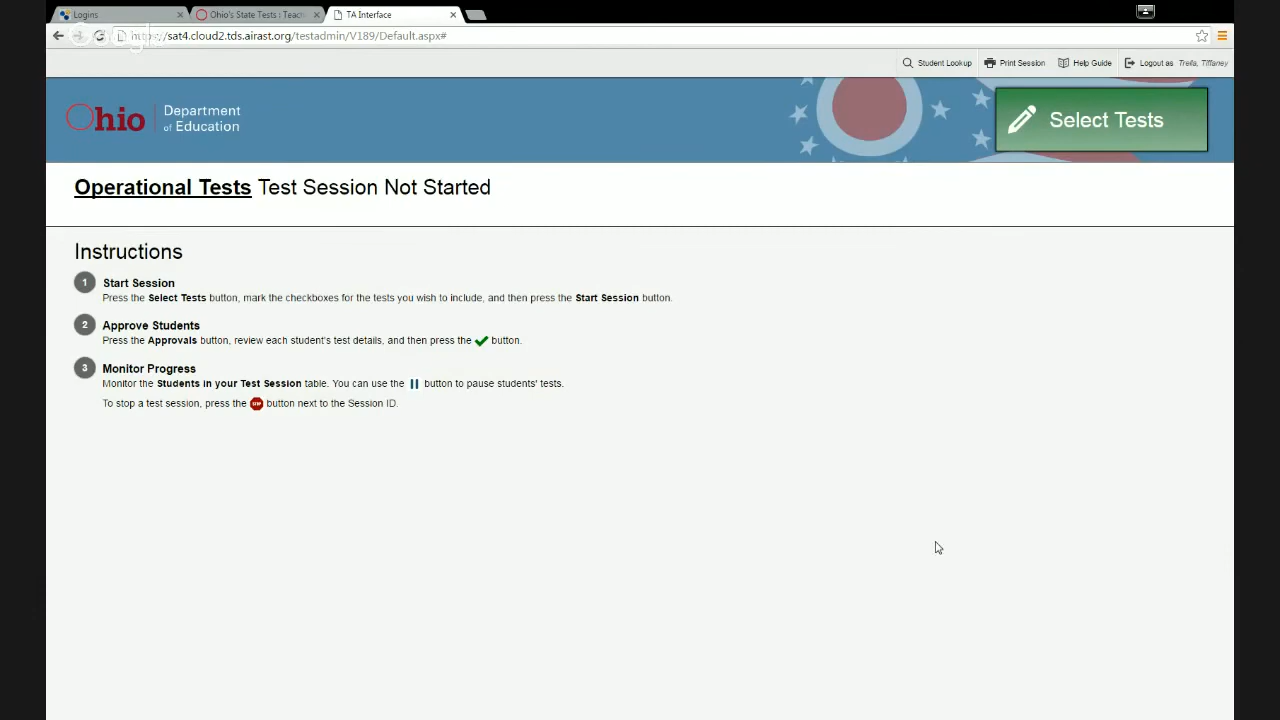 Logins
Ohio's State Tests : Teach
TA Interface
https://sat4.cloud2.tds.airast.org/testadmin/V189/Default.aspx#
Student Lookup
Print Session
Help Guide
Logout as Trella, Tiffaney
Ohio Department of Education
Select Tests
Operational Tests Test Session Not Started
Instructions
1 Start Session
Press the Select Tests button, mark the checkboxes for the tests you wish to include, and then press the Start Session button.
2 Approve Students
Press the Approvals button, review each student's test details, and then press the button.
3 Monitor Progress
Monitor the Students in your Test Session table. You can use the button to pause students' tests.
To stop a test session, press the button next to the Session ID.